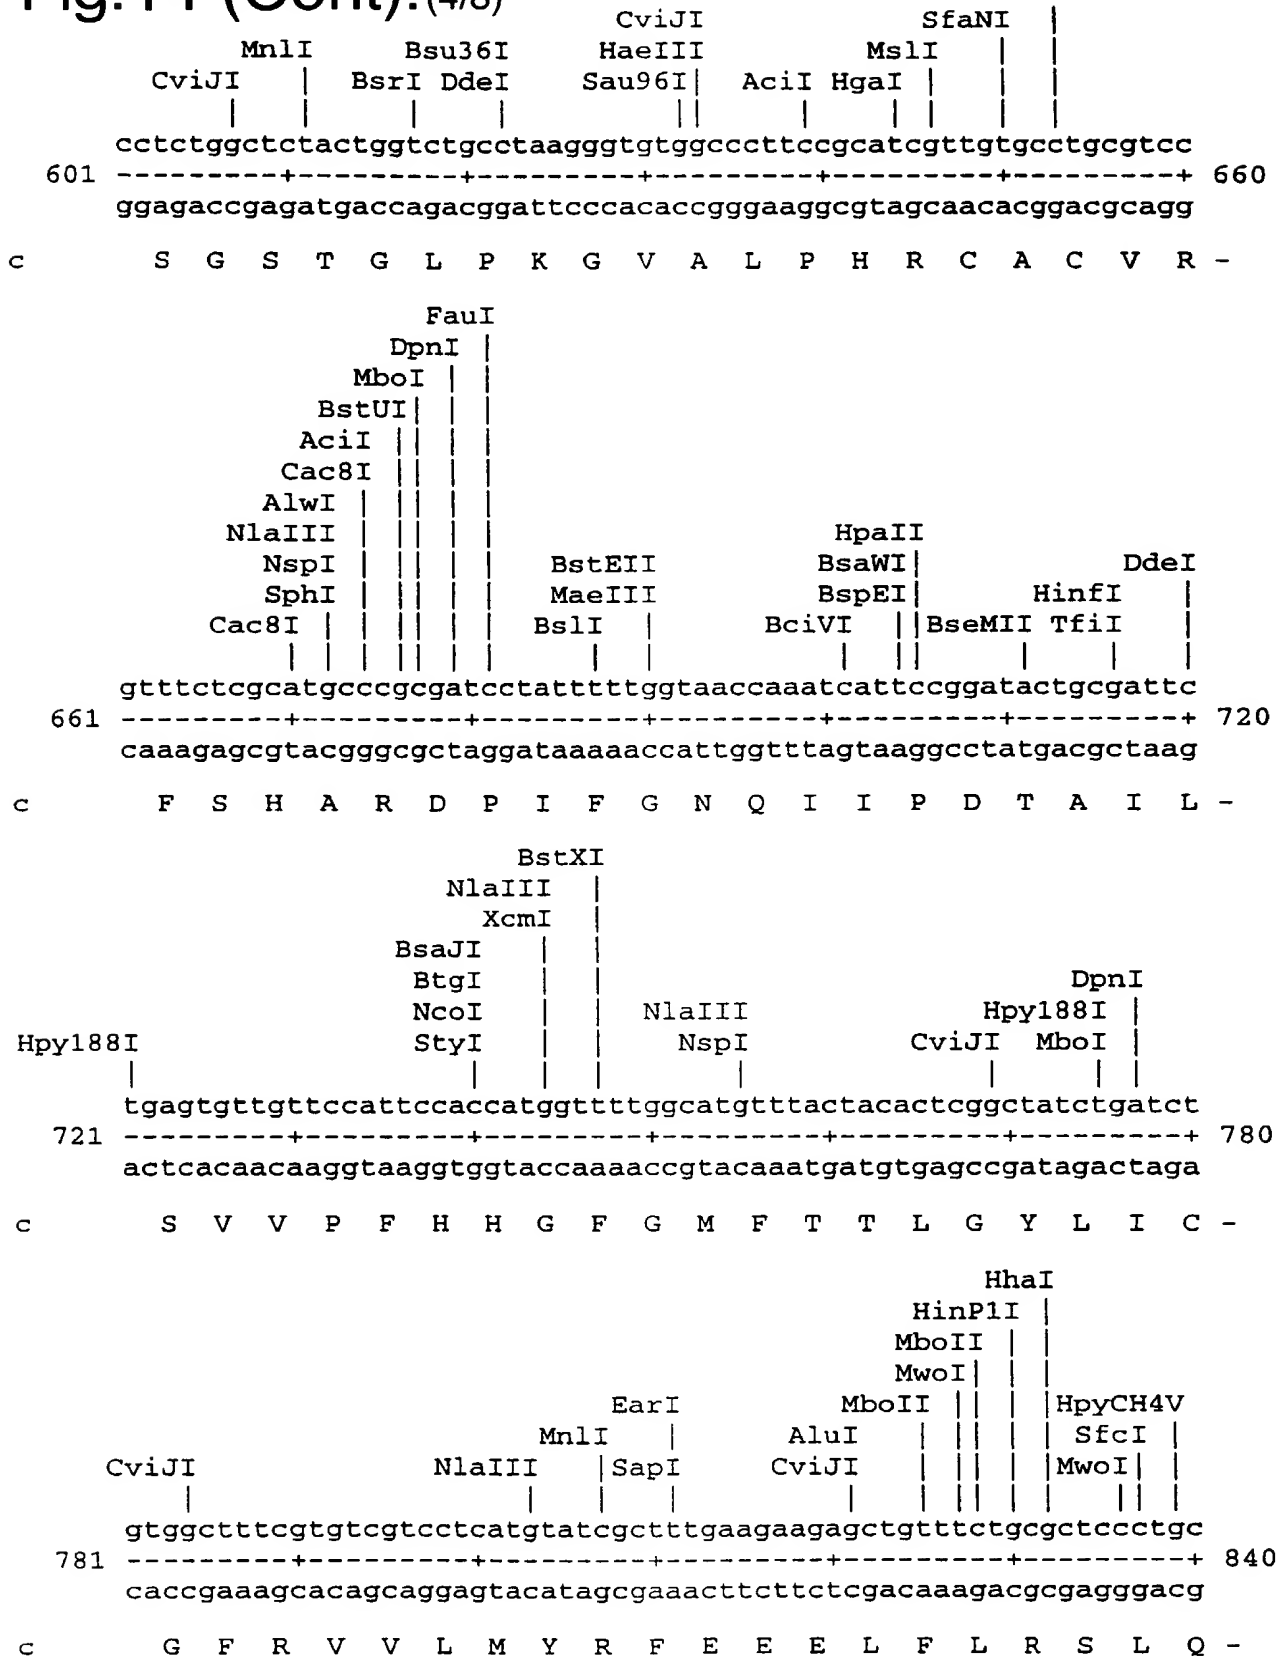 Fig.11 (Cont).(4/8)
CviJI SfaNI
MnlI Bsu36I HaeIII MslI
CviJI BsrI DdeI Sau96I AciI HgaI
cctctggctctactggtctgcctaagggtgtggcccttccgcatcgttgtgcctgcgtcc
601 ---------+---------+---------+---------+---------+---------+ 660
ggagaccgagatgaccagacggattcccacaccgggaaggcgtagcaacacggacgcagg
c S G S T G L P K G V A L P H R C A C V R -
FauI
DpnI
MboI
BstUI
AciI
Cac8I
AlwI
NlaIII HpaII
NspI BstEII BsaWI DdeI
SphI MaeIII BspEI HinfI
Cac8I BslI BciVI BseMII TfiI
gtttctcgcatgcccgcgatcctatttttggtaaccaaatcattccggatactgcgattc
661 ---------+---------+---------+---------+---------+---------+ 720
caaagagcgtacgggcgctaggataaaaaccattggtttagtaaggcctatgacgctaag
c F S H A R D P I F G N Q I I P D T A I L -
BstXI
NlaIII
XcmI
BsaJI
BtgI DpnI
NcoI NlaIII Hpy188I
Hpy188I StyI NspI CviJI MboI
tgagtgttgttccattccaccatggttttggcatgtttactacactcggctatctgatct
721 ---------+---------+---------+---------+---------+---------+ 780
actcacaacaaggtaaggtggtaccaaaaccgtacaaatgatgtgagccgatagactaga
c S V V P F H H G F G M F T T L G Y L I C -
HhaI
HinP1I
MboII
MwoI
EarI MboII HpyCH4V
MnlI AluI SfcI
CviJI NlaIII SapI CviJI MwoI
gtggctttcgtgtcgtcctcatgtatcgctttgaagaagagctgtttctgcgctccctgc
781 ---------+---------+---------+---------+---------+---------+ 840
caccgaaagcacagcaggagtacatagcgaaacttcttctcgacaaagacgcgagggacg
c G F R V V L M Y R F E E E L F L R S L Q -